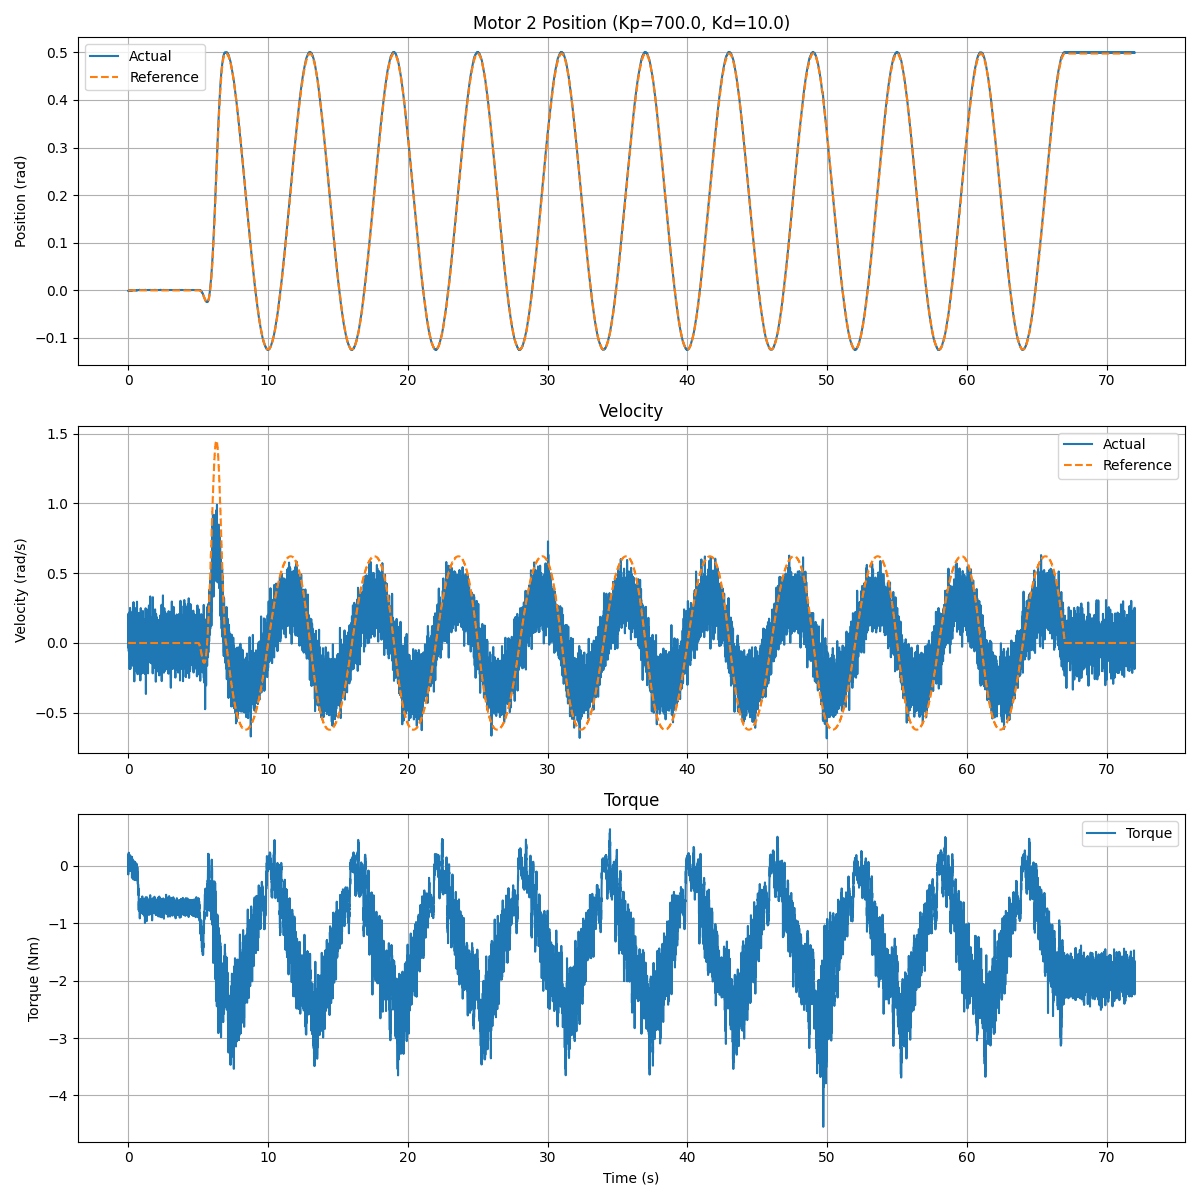 Motor 2 Position (Kp=700.0, Kd=10.0)
Actual
Reference
Position (rad)
0.5
0.4
0.3
0.2
0.1
0.0
−0.1
0 10 20 30 40 50 60 70
Velocity
Actual
Reference
Velocity (rad/s)
1.5
1.0
0.5
0.0
−0.5
0 10 20 30 40 50 60 70
Torque
Torque
Torque (Nm)
0
−1
−2
−3
−4
0 10 20 30 40 50 60 70
Time (s)